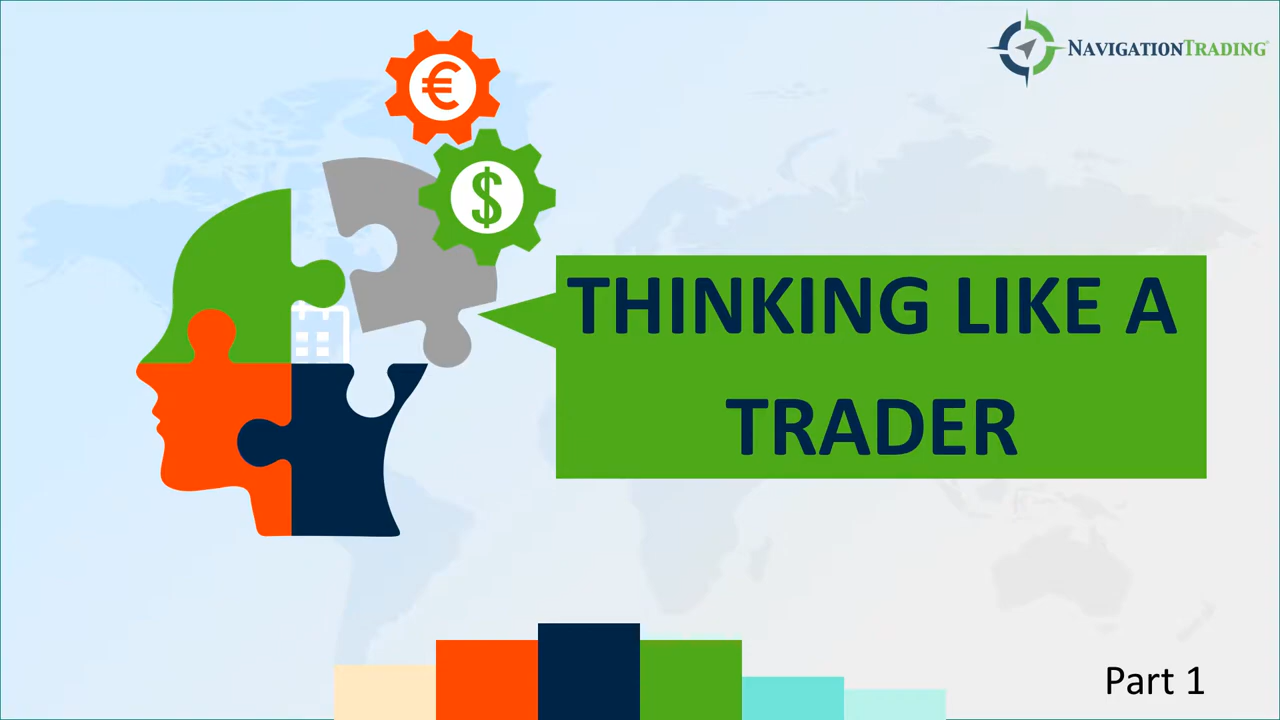 NAVIGATIONTRADING®
€
$
THINKING LIKE A
TRADER
Part 1